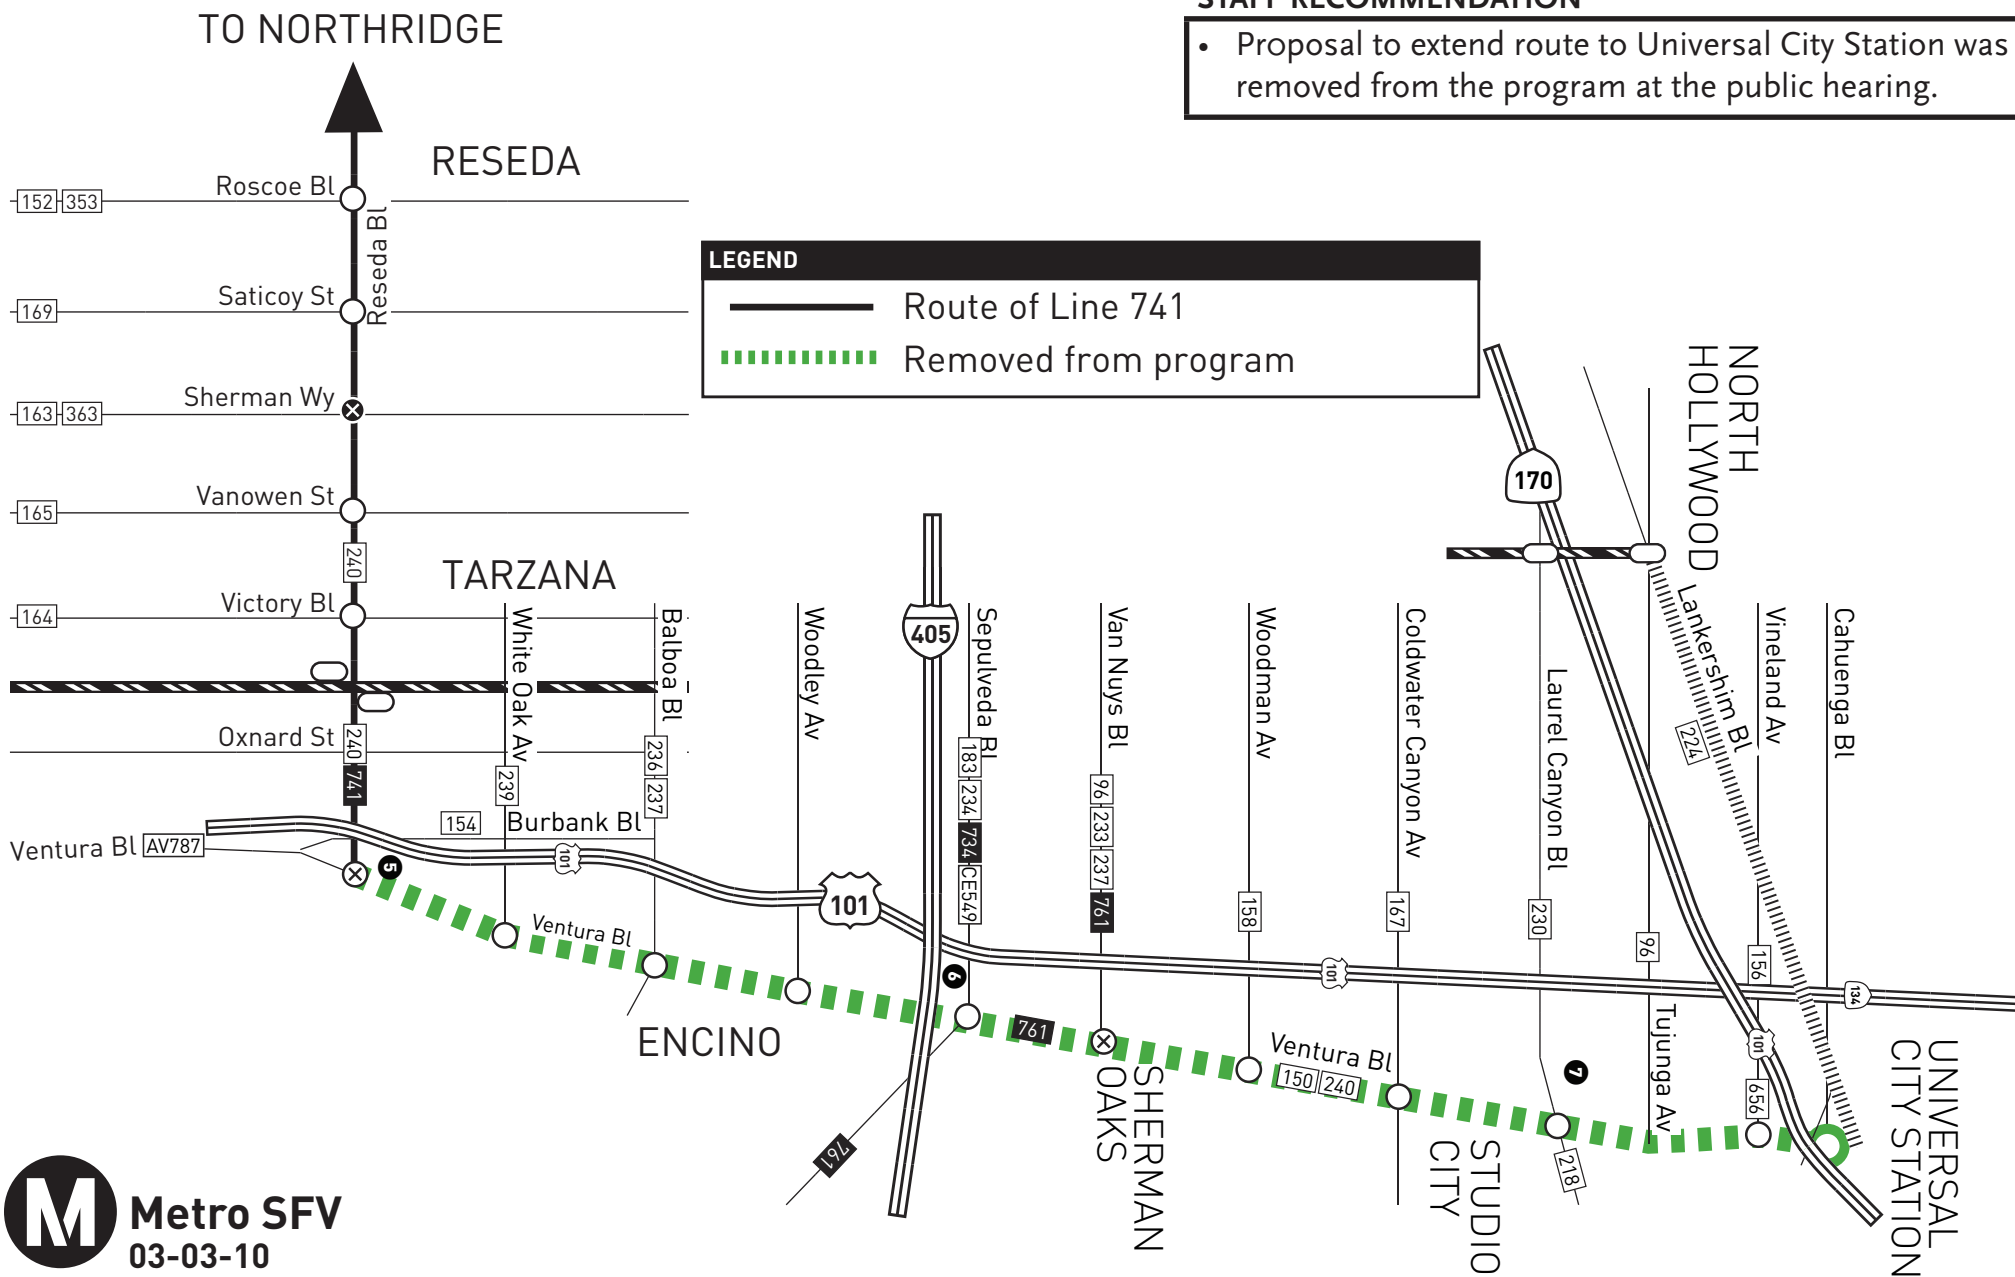 STAFF RECOMMENDATION
• Proposal to extend route to Universal City Station was
removed from the program at the public hearing.
TO NORTHRIDGE
RESEDA
Roscoe Bl
152 353
Reseda Bl
Saticoy St
169
Sherman Wy
163 363
Vanowen St
165
240
TARZANA
Victory Bl
164
Oxnard St
240
741
Ventura Bl AV787
LEGEND
Route of Line 741
Removed from program
White Oak Av
239
Balboa Bl
236 237
154
Burbank Bl
101
5
Ventura Bl
ENCINO
Woodley Av
101
405
6
Sepulveda Bl
183 234 734 CE549
761
761
Van Nuys Bl
96 233 237 761
SHERMAN
OAKS
Woodman Av
158
Ventura Bl
150 240
101
Coldwater Canyon Av
167
STUDIO
CITY
Laurel Canyon Bl
230
7
218
170
NORTH
HOLLYWOOD
96
Tujunga Av
Lankershim Bl
224
Vineland Av
156
101
656
Cahuenga Bl
134
UNIVERSAL
CITY STATION
M
Metro SFV
03-03-10